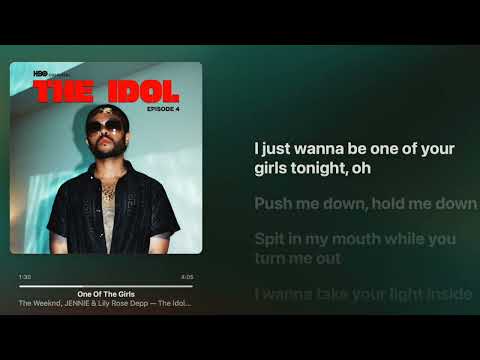 HBO ORIGINAL
THE IDOL
EPISODE 4
1:30
4:05
One Of The Girls
The Weeknd, JENNIE & Lily Rose Depp — The Idol...
I just wanna be one of your
girls tonight, oh
Push me down, hold me down
Spit in my mouth while you
turn me out
I wanna take your light inside